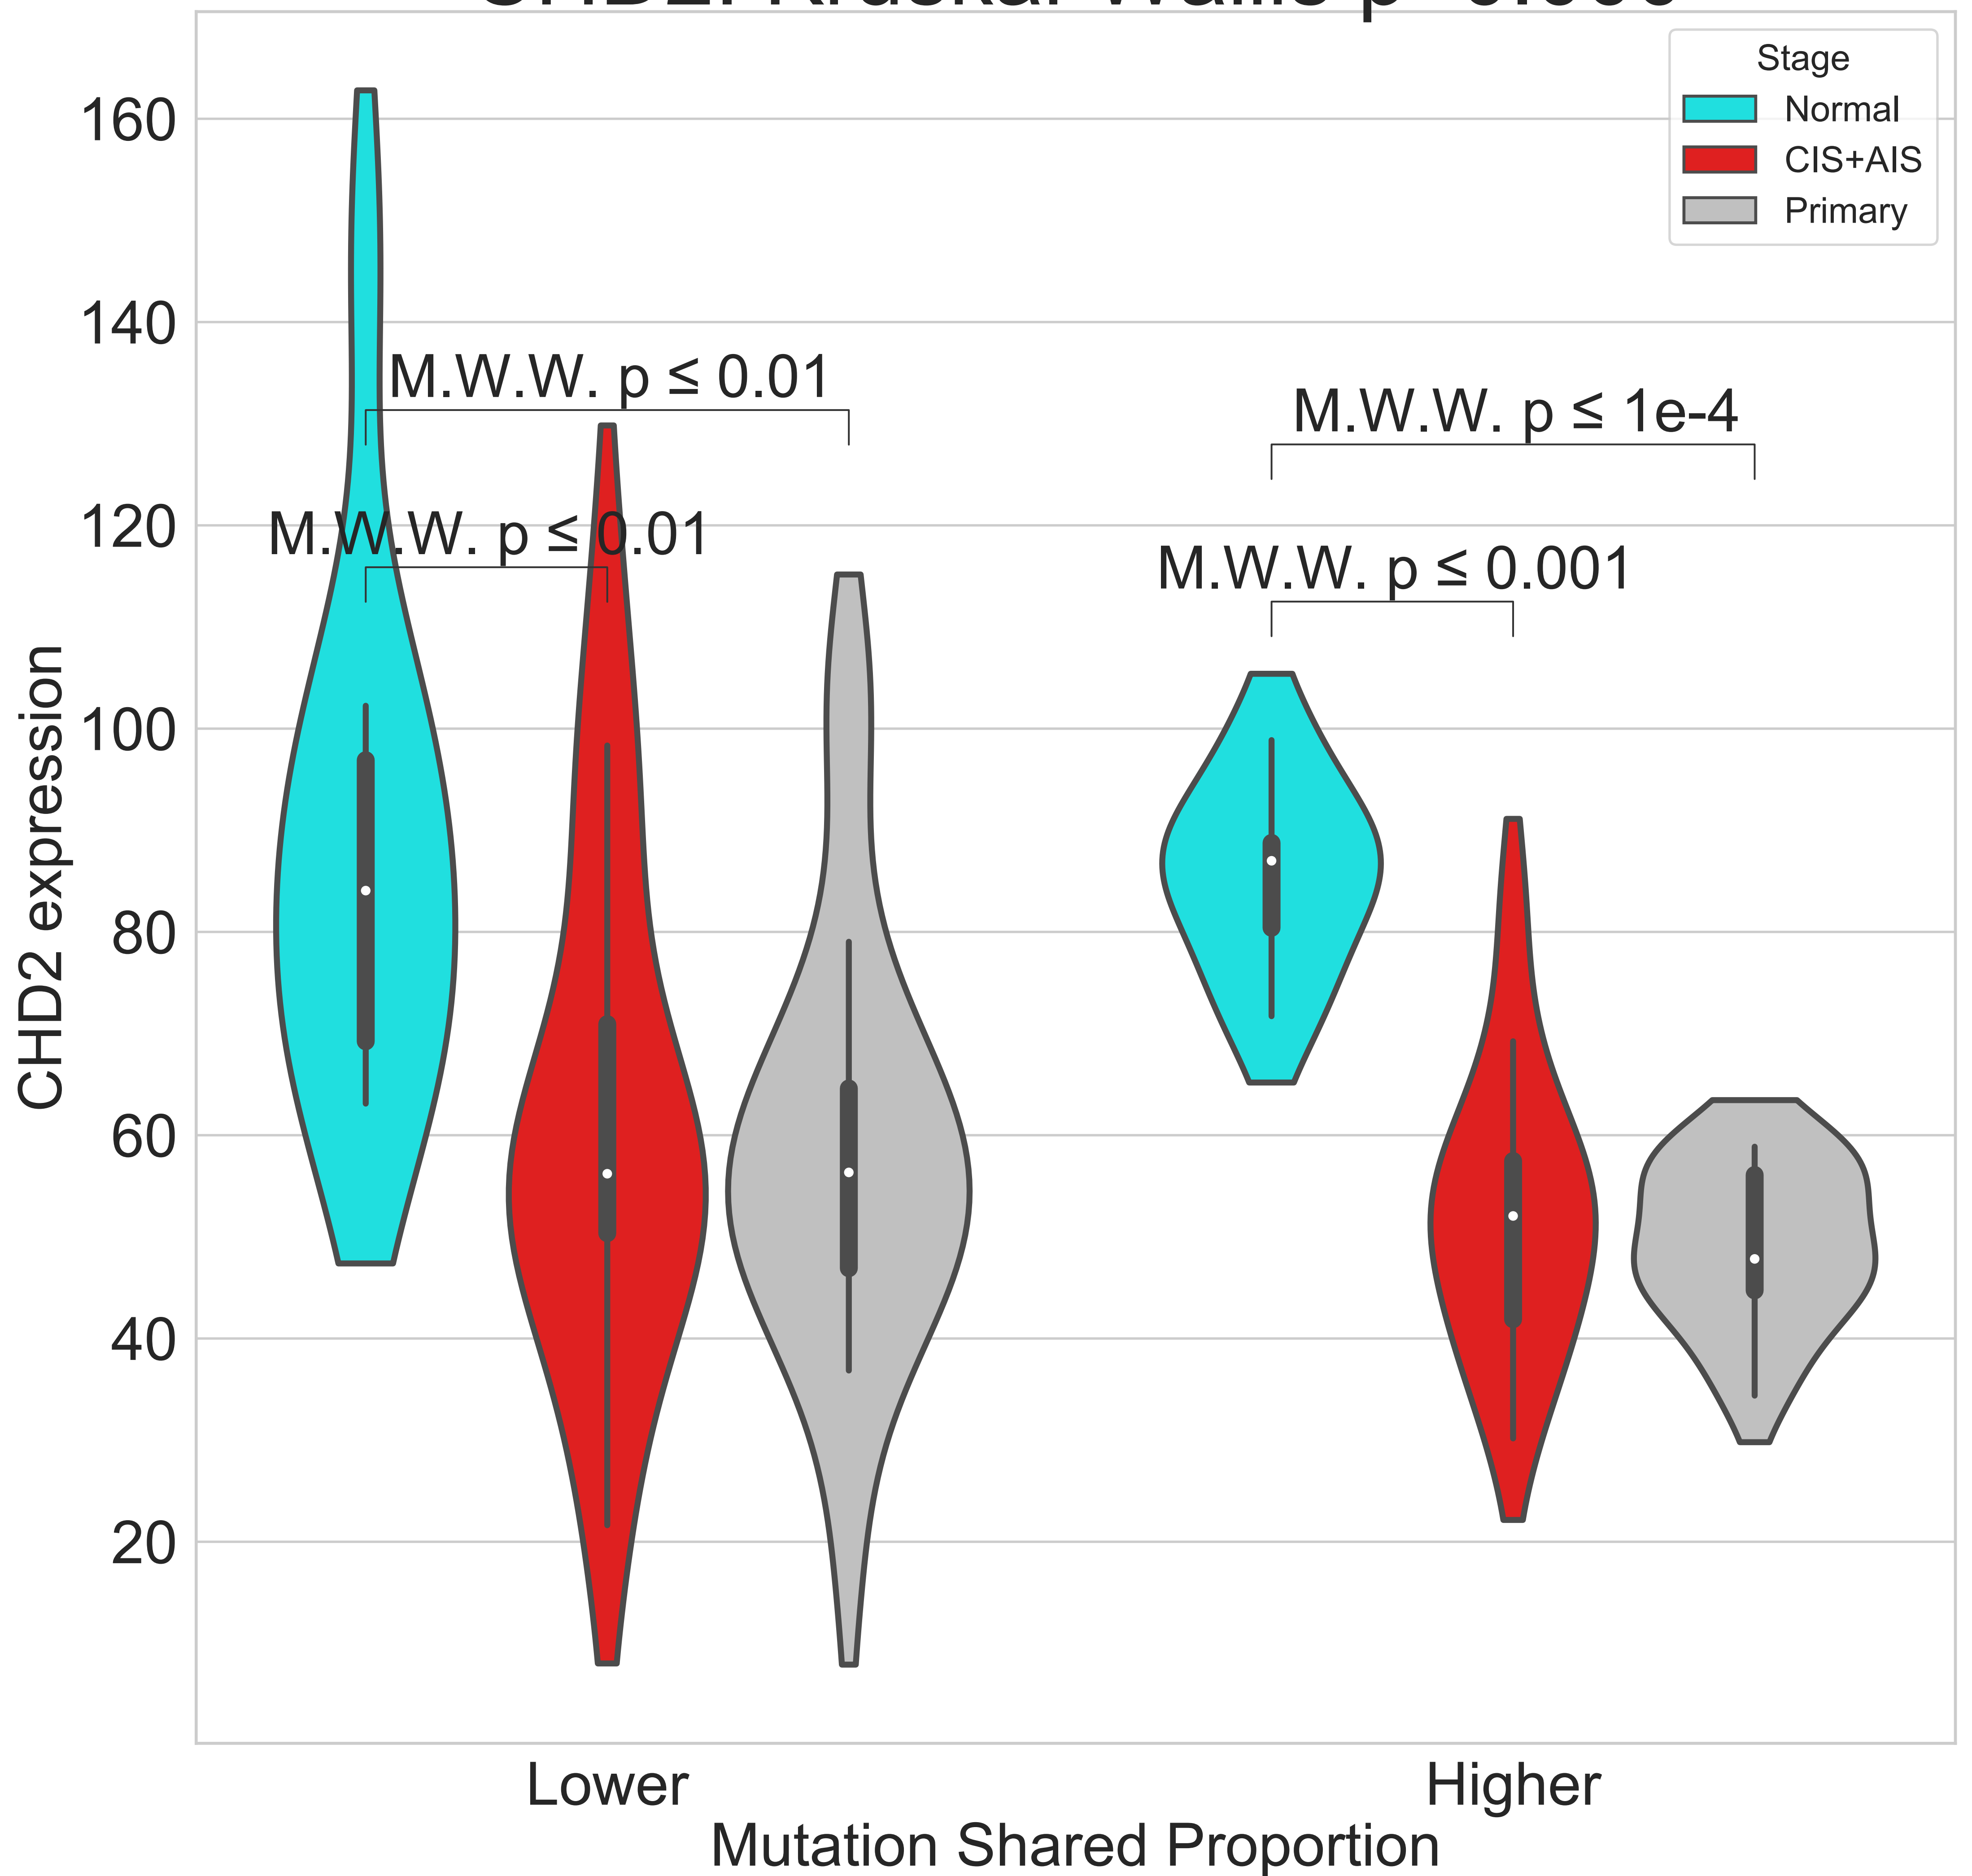 Stage
Normal
CIS+AIS
Primary
160
140
120
100
80
60
40
20
CHD2 expression
M.W.W. p ≤ 0.01
M.W.W. p ≤ 0.01
M.W.W. p ≤ 1e-4
M.W.W. p ≤ 0.001
Lower
Higher
Mutation Shared Proportion